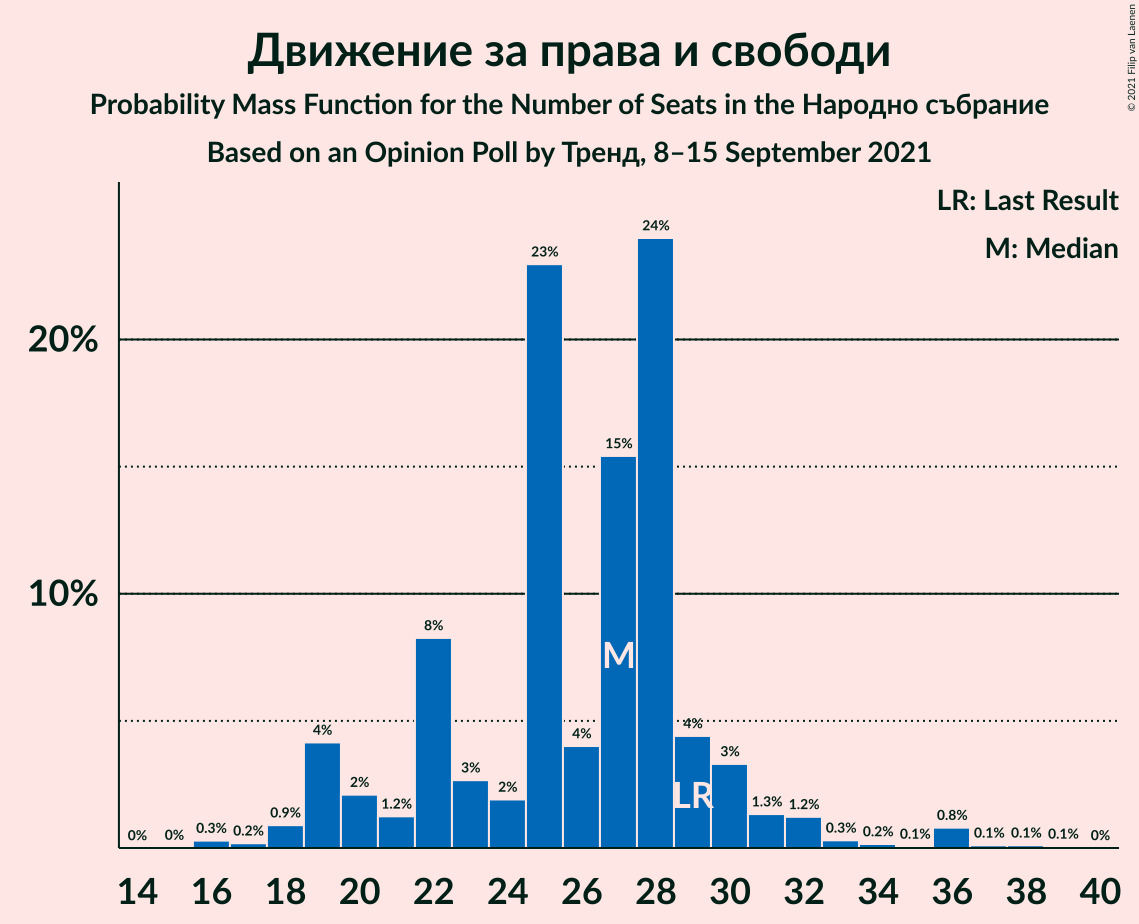 Движение за права и свободи
Probability Mass Function for the Number of Seats in the Народно събрание
Based on an Opinion Poll by Тренд, 8–15 September 2021
© 2021 Filip van Laenen
LR: Last Result
M: Median
20%
10%
0% 0% 0.3% 0.2% 0.9% 4% 2% 1.2% 8% 3% 2% 23% 4% 15% 24% 4% 3% 1.3% 1.2% 0.3% 0.2% 0.1% 0.8% 0.1% 0.1% 0.1% 0%
M
LR
14 16 18 20 22 24 26 28 30 32 34 36 38 40